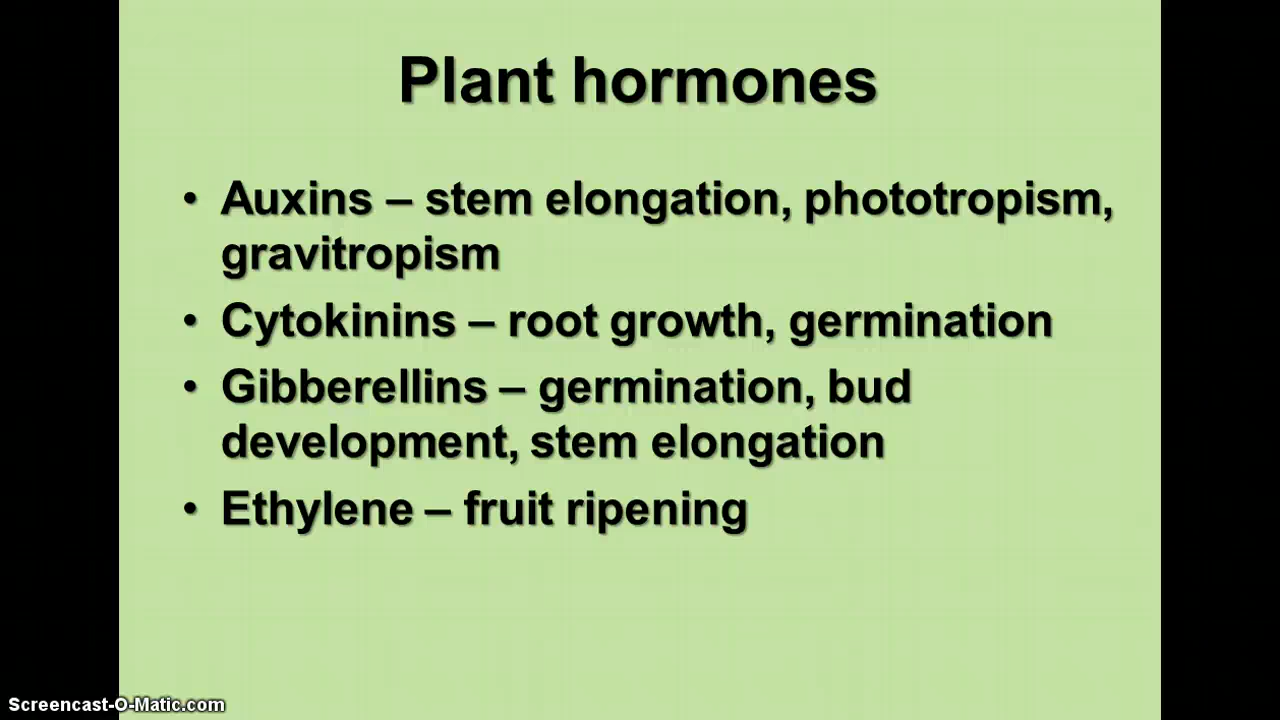 Plant hormones
• Auxins – stem elongation, phototropism,
gravitropism
• Cytokinins – root growth, germination
• Gibberellins – germination, bud
development, stem elongation
• Ethylene – fruit ripening
Screencast-O-Matic.com